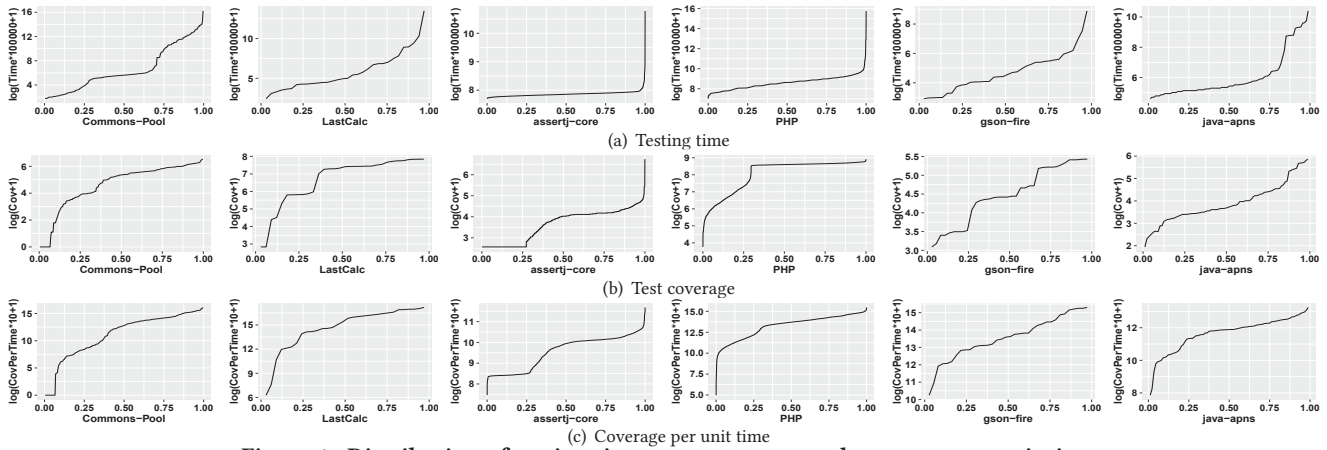 log(Time*1000000+1)
16
12
8
4
0.00 0.25 0.50 0.75 1.00
Commons−Pool
log(Time*1000000+1)
10
5
0.00 0.25 0.50 0.75 1.00
LastCalc
log(Time*1000000+1)
10
9
8
0.00 0.25 0.50 0.75 1.00
assertj−core
log(Time*1000000+1)
16
14
12
10
8
0.00 0.25 0.50 0.75 1.00
PHP
log(Time*1000000+1)
8
6
4
0.00 0.25 0.50 0.75 1.00
gson−fire
log(Time*1000000+1)
10
8
6
0.00 0.25 0.50 0.75 1.00
java−apns
(a) Testing time
log(Cov+1)
6
4
2
0
0.00 0.25 0.50 0.75 1.00
Commons−Pool
log(Cov+1)
8
7
6
5
4
3
0.00 0.25 0.50 0.75 1.00
LastCalc
log(Cov+1)
6
5
4
3
0.00 0.25 0.50 0.75 1.00
assertj−core
log(Cov+1)
9
8
7
6
5
4
0.00 0.25 0.50 0.75 1.00
PHP
log(Cov+1)
5.5
5.0
4.5
4.0
3.5
3.0
0.00 0.25 0.50 0.75 1.00
gson−fire
log(Cov+1)
6
5
4
3
2
0.00 0.25 0.50 0.75 1.00
java−apns
(b) Test coverage
log(CovPerTime*10+1)
15
10
5
0
0.00 0.25 0.50 0.75 1.00
Commons−Pool
log(CovPerTime*10+1)
15
12
9
6
0.00 0.25 0.50 0.75 1.00
LastCalc
log(CovPerTime*10+1)
11
10
9
8
0.00 0.25 0.50 0.75 1.00
assertj−core
log(CovPerTime*10+1)
15.0
12.5
10.0
7.5
5.0
0.00 0.25 0.50 0.75 1.00
PHP
log(CovPerTime*10+1)
15
14
13
12
11
10
0.00 0.25 0.50 0.75 1.00
gson−fire
log(CovPerTime*10+1)
12
10
8
0.00 0.25 0.50 0.75 1.00
java−apns
(c) Coverage per unit time